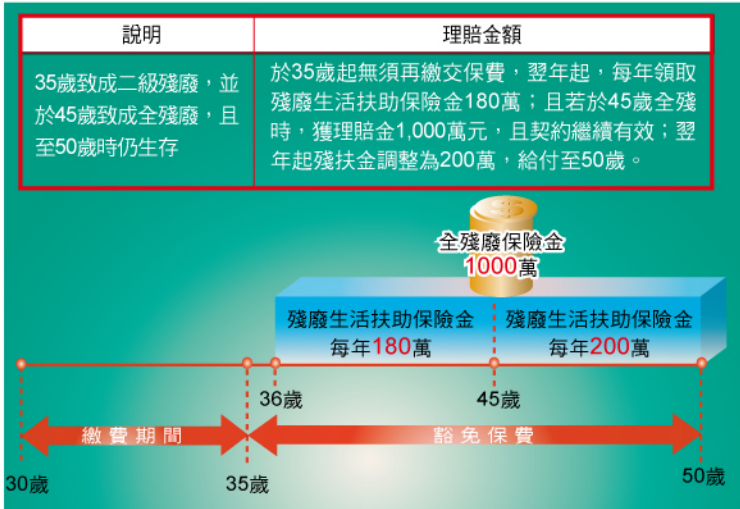 說明
理賠金額
35歲致成二級殘廢，並
於45歲致成全殘廢，且
至50歲時仍生存
於35歲起無須再繳交保費，翌年起，每年領取
殘廢生活扶助保險金180萬；且若於45歲全殘
時，獲理賠金1,000萬元，且契約繼續有效；翌
年起殘扶金調整為200萬，給付至50歲。
全殘廢保險金
1000萬
殘廢生活扶助保險金
每年180萬
殘廢生活扶助保險金
每年200萬
36歲
45歲
繳費期間
豁免保費
30歲
35歲
50歲